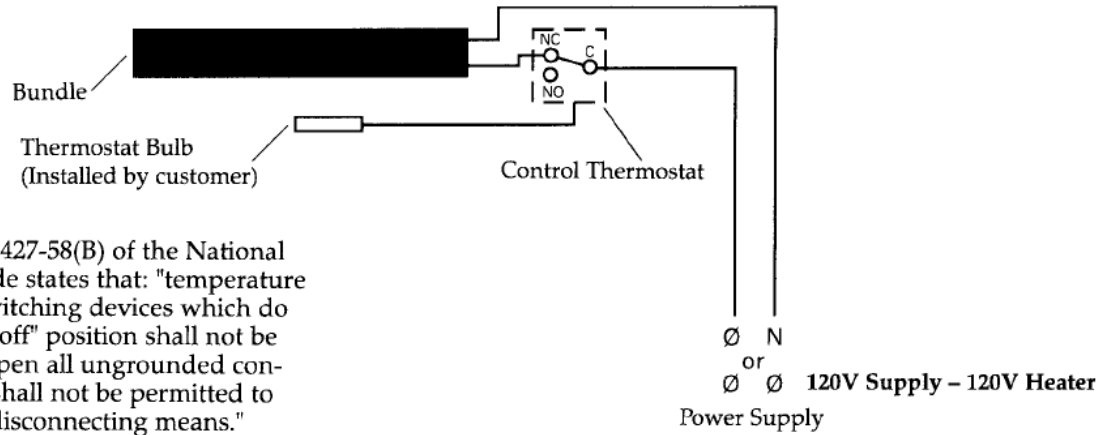 NC
C
NO
Bundle
Thermostat Bulb
(Installed by customer)
Control Thermostat
427-58(B) of the National
de states that: "temperature
vitching devices which do
off" position shall not be
pen all ungrounded con-
hall not be permitted to
lisconnecting means."
Ø N
or
Ø Ø 120V Supply – 120V Heater
Power Supply